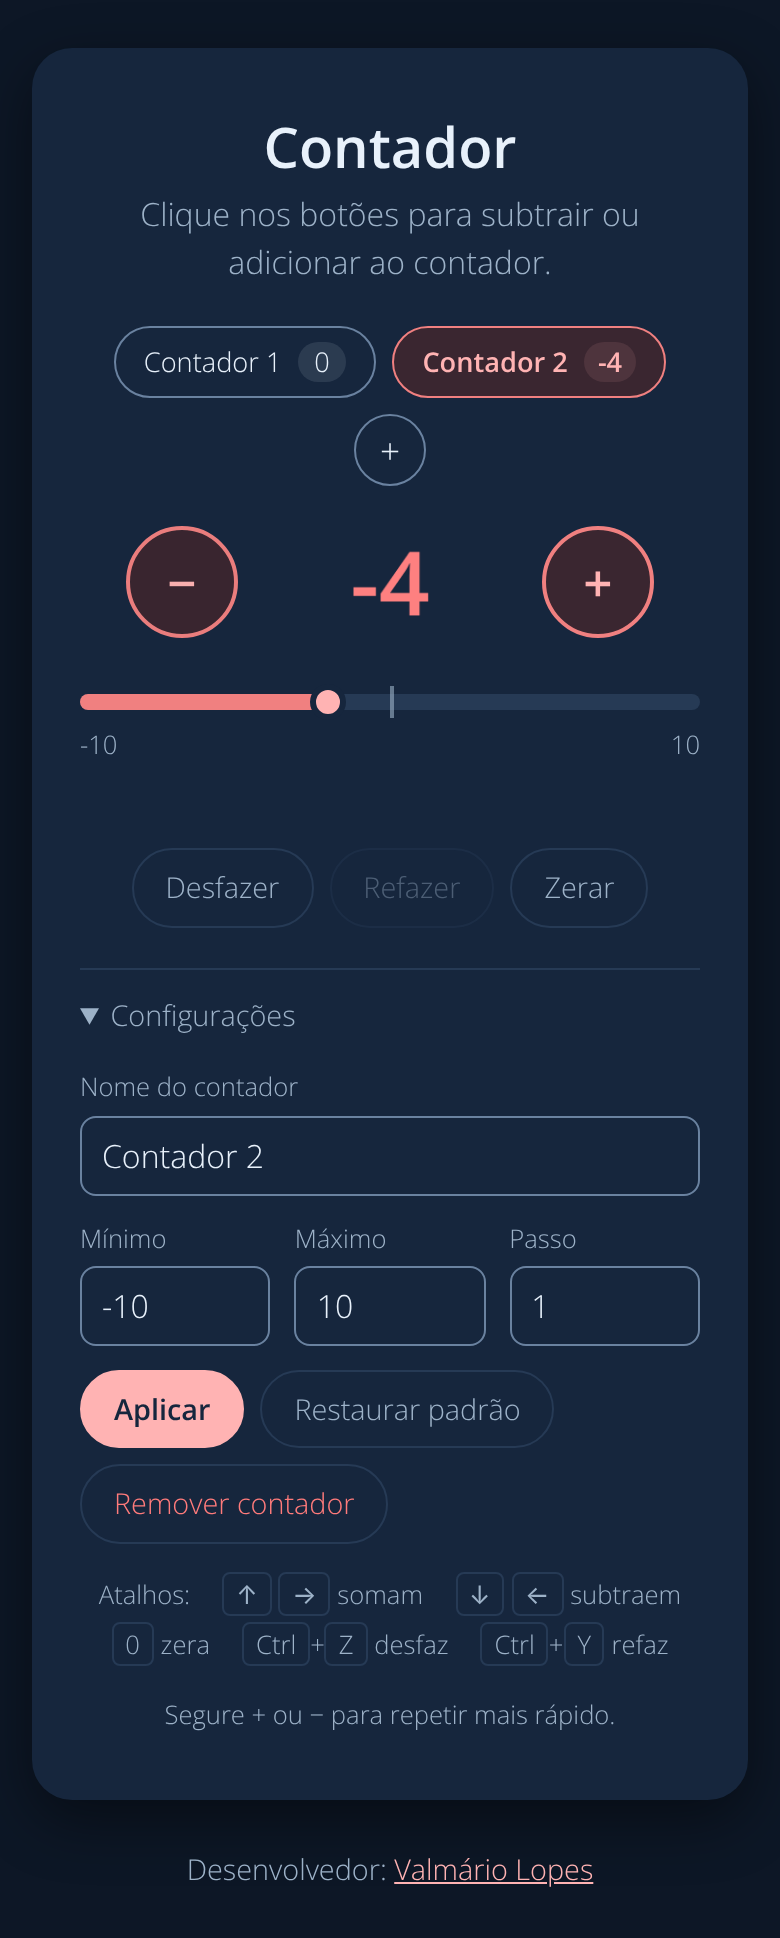 Contador
Clique nos botões para subtrair ou
adicionar ao contador.
Contador 1 0 Contador 2 -4
+
− -4 +
-10 10
Desfazer Refazer Zerar
▼ Configurações
Nome do contador
Contador 2
Mínimo Máximo Passo
-10 10 1
Aplicar Restaurar padrão
Remover contador
Atalhos: ↑ → somam ↓ ← subtraem
0 zera Ctrl + Z desfaz Ctrl + Y refaz
Segure + ou − para repetir mais rápido.
Desenvolvedor: Valmário Lopes